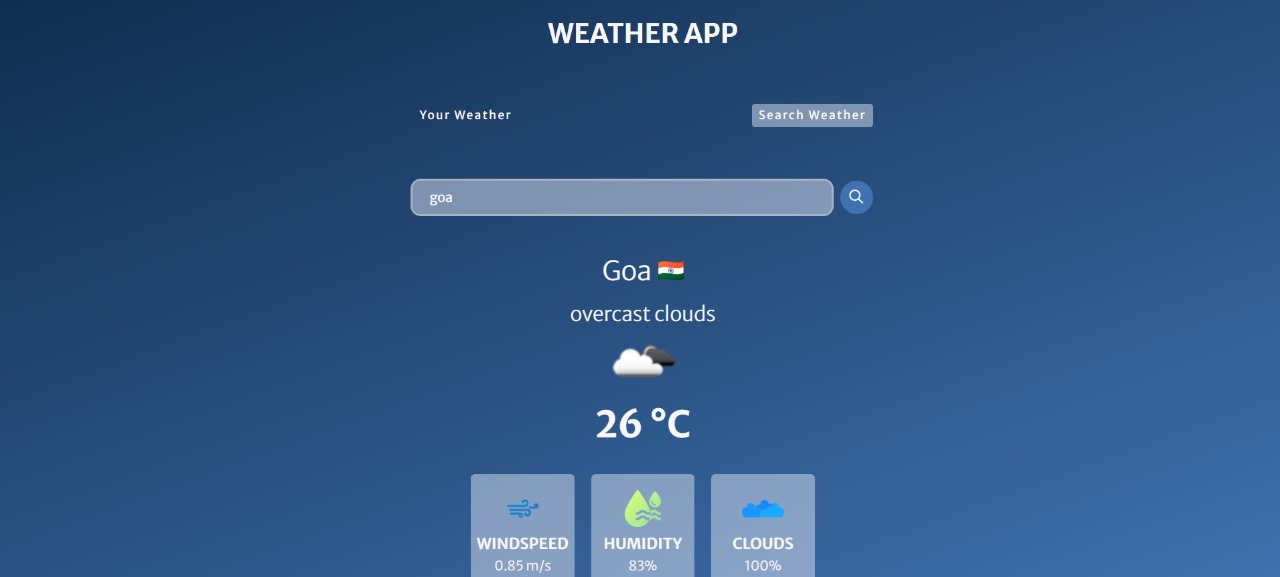 WEATHER APP
Your Weather Search Weather
goa
Goa
overcast clouds
26 °C
WINDSPEED HUMIDITY CLOUDS
0.85 m/s 83% 100%